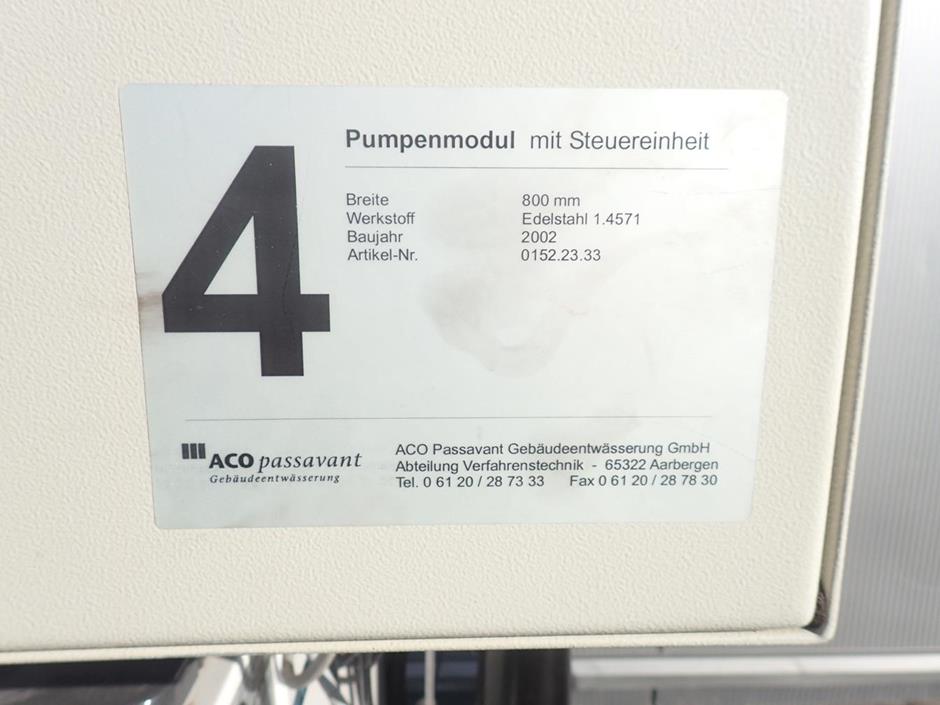 4
Pumpenmodul mit Steuereinheit
Breite 800 mm
Werkstoff Edelstahl 1.4571
Baujahr 2002
Artikel-Nr. 0152.23.33
ACO passavant
Gebäudeentwässerung
ACO Passavant Gebäudeentwässerung GmbH
Abteilung Verfahrenstechnik - 65322 Aarbergen
Tel. 0 61 20 / 28 73 33 Fax 0 61 20 / 28 78 30